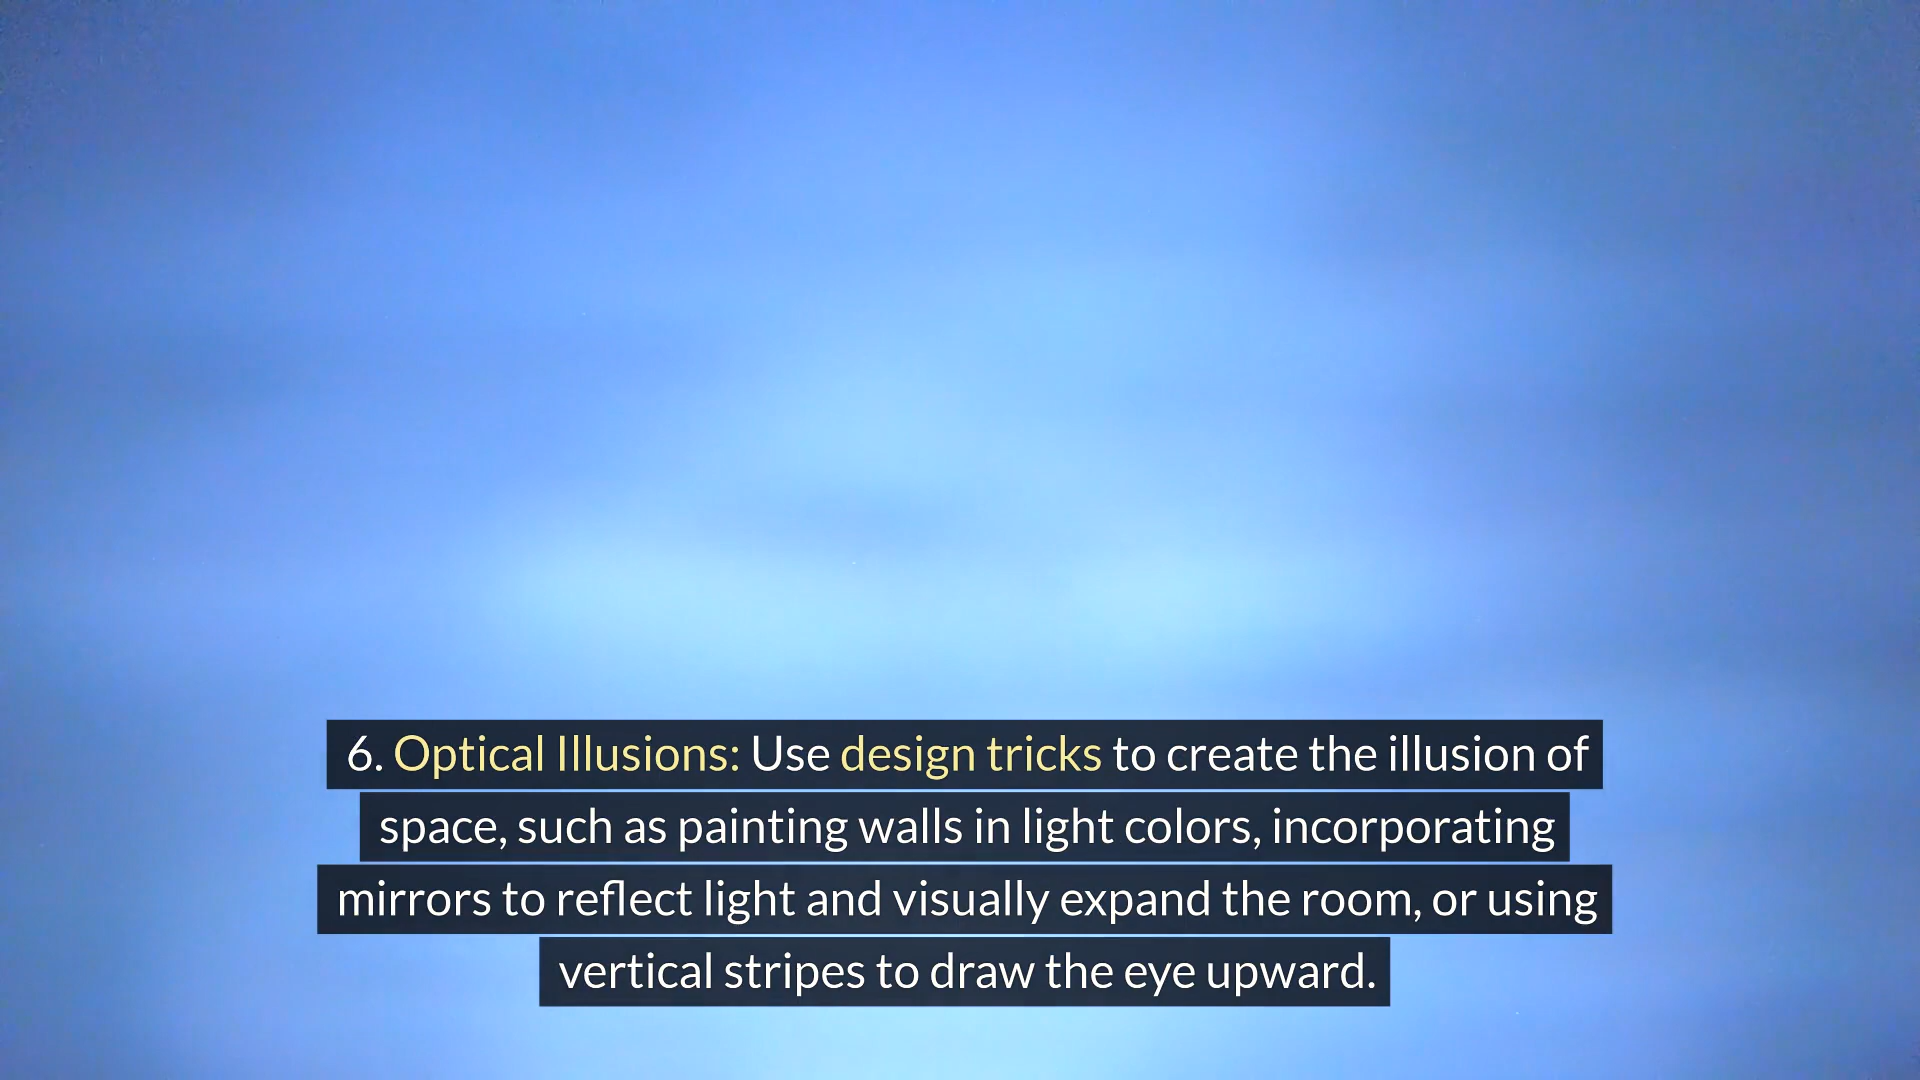 6. Optical Illusions: Use design tricks to create the illusion of
space, such as painting walls in light colors, incorporating
mirrors to reflect light and visually expand the room, or using
vertical stripes to draw the eye upward.